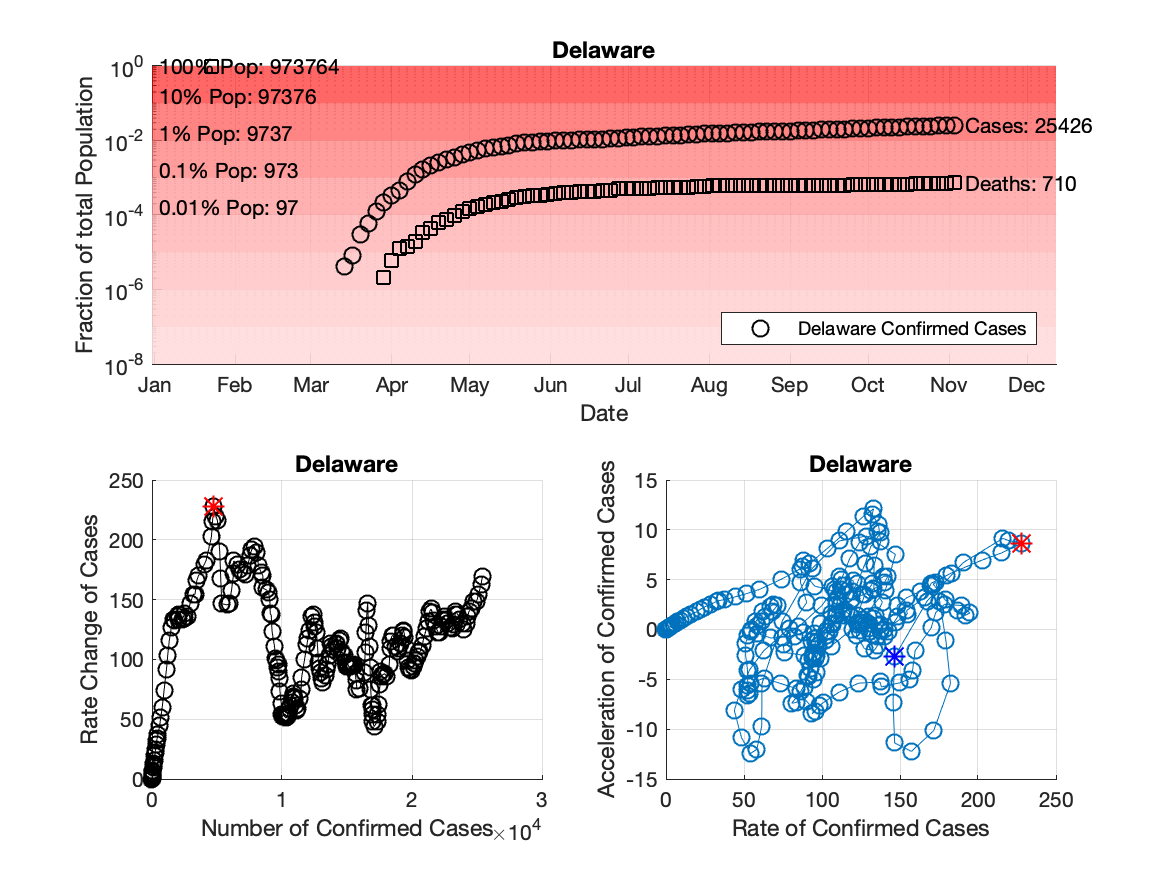 Delaware
Fraction of total Population
10^0
10^-2
10^-4
10^-6
10^-8
100% Pop: 973764
10% Pop: 97376
1% Pop: 9737
0.1% Pop: 973
0.01% Pop: 97
Cases: 25426
Deaths: 710
Delaware Confirmed Cases
Jan Feb Mar Apr May Jun Jul Aug Sep Oct Nov Dec
Date
Delaware
Rate Change of Cases
250
200
150
100
50
0
0 1 2 3
Number of Confirmed Cases ×10^4
Delaware
Acceleration of Confirmed Cases
15
10
5
0
-5
-10
-15
0 50 100 150 200 250
Rate of Confirmed Cases